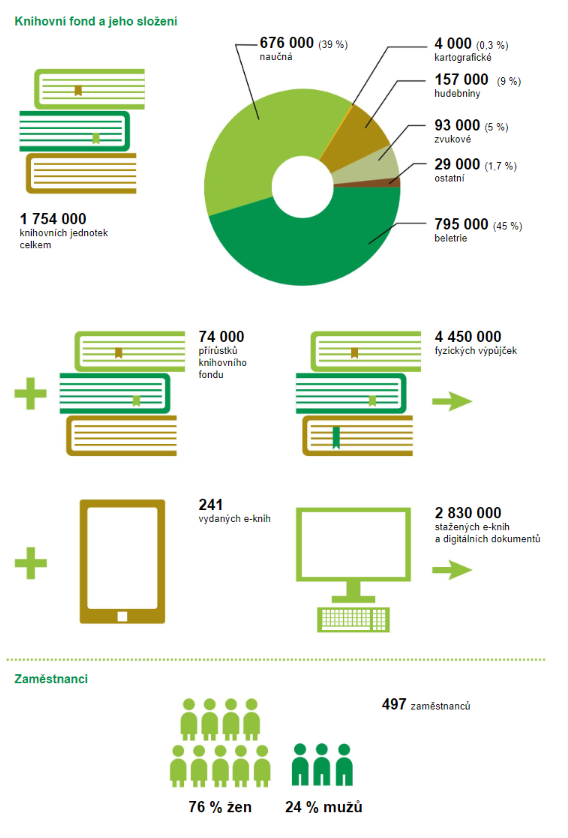 Knihovní fond a jeho složení
676 000 (39 %)
naučná
4 000 (0,3 %)
kartografické
157 000 (9 %)
hudebniny
93 000 (5 %)
zvukové
29 000 (1,7 %)
ostatní
795 000 (45 %)
beletrie
1 754 000
knihovních jednotek
celkem
74 000
přírůstků
knihovního
fondu
4 450 000
fyzických výpůjček
241
vydaných e-knih
2 830 000
stažených e-knih
a digitálních dokumentů
Zaměstnanci
497 zaměstnanců
76 % žen
24 % mužů